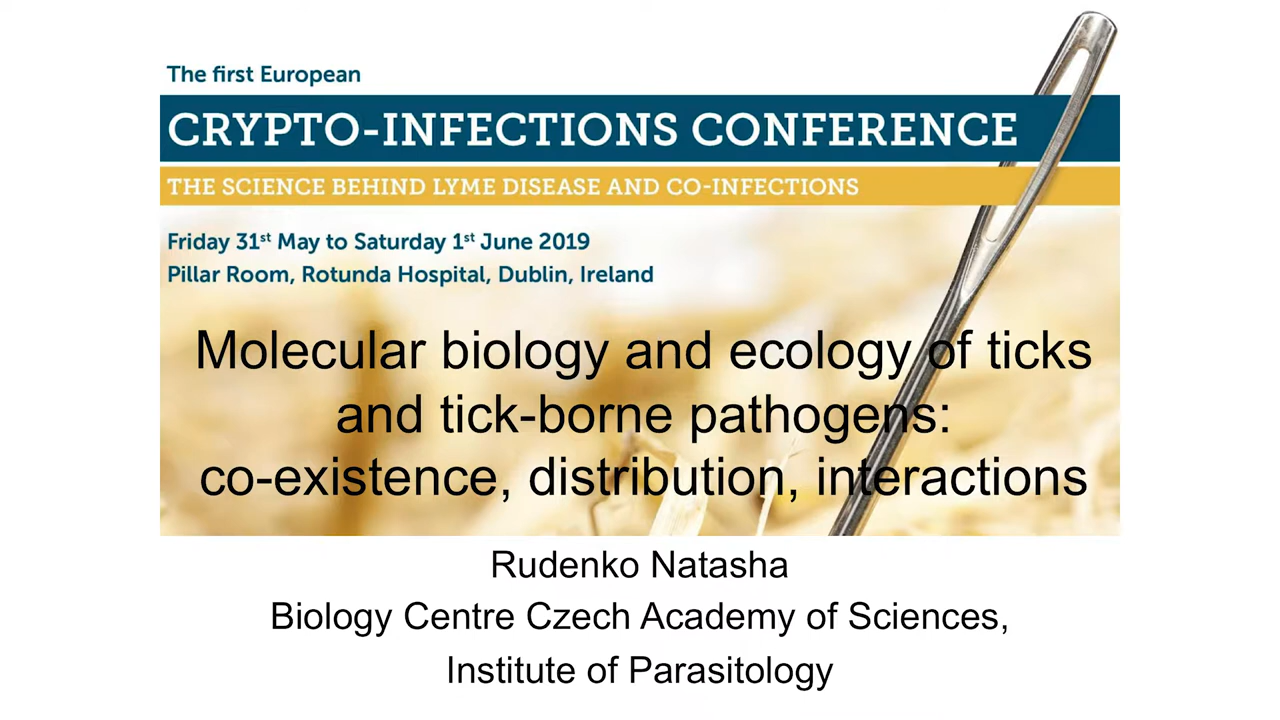 The first European
CRYPTO-INFECTIONS CONFERENCE
THE SCIENCE BEHIND LYME DISEASE AND CO-INFECTIONS
Friday 31st May to Saturday 1st June 2019
Pillar Room, Rotunda Hospital, Dublin, Ireland
Molecular biology and ecology of ticks
and tick-borne pathogens:
co-existence, distribution, interactions
Rudenko Natasha
Biology Centre Czech Academy of Sciences,
Institute of Parasitology